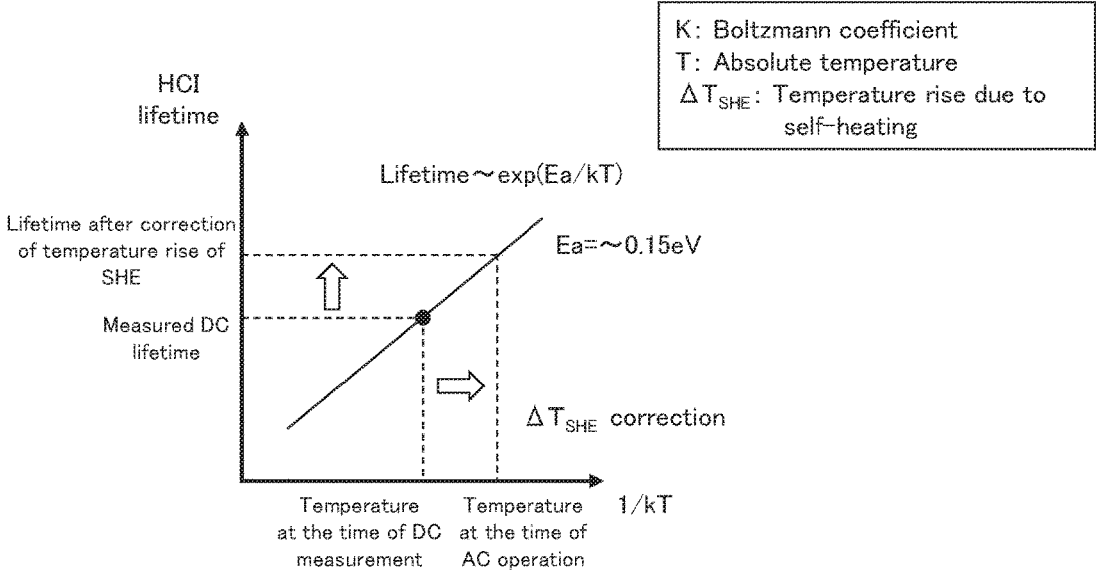 K: Boltzmann coefficient
T: Absolute temperature
ΔT_SHE: Temperature rise due to
self-heating
HCI
lifetime
Lifetime～exp(Ea/kT)
Lifetime after correction
of temperature rise of
SHE
Ea=～0.15eV
Measured DC
lifetime
ΔT_SHE correction
1/kT
Temperature
at the time of DC
measurement
Temperature
at the time of
AC operation